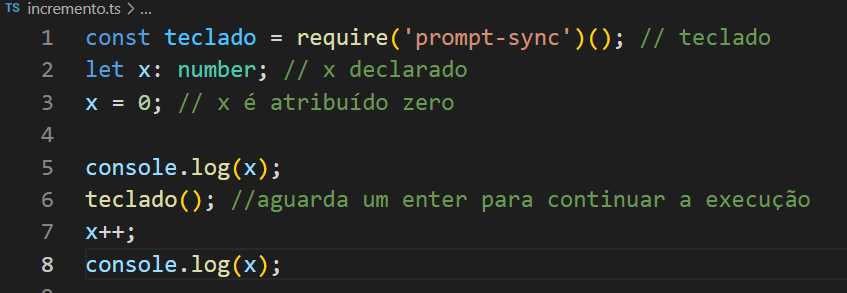 TS incremento.ts > ...
1 const teclado = require('prompt-sync')(); // teclado
2 let x: number; // x declarado
3 x = 0; // x é atribuído zero
4
5 console.log(x);
6 teclado(); //aguarda um enter para continuar a execução
7 x++;
8 console.log(x);